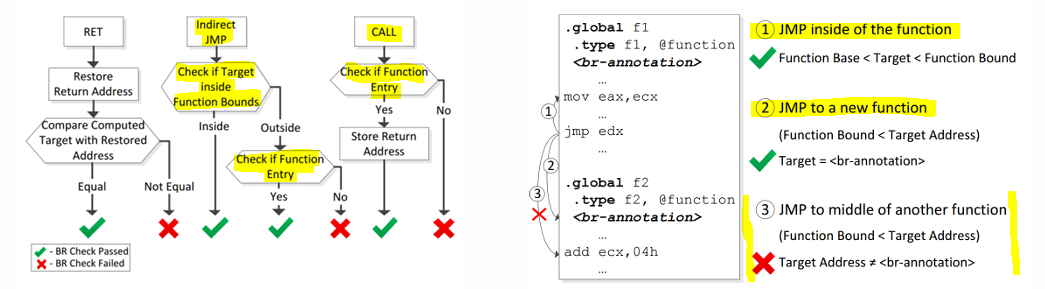 RET
Restore
Return Address
Compare Computed
Target with Restored
Address
Equal
Not Equal
Indirect
JMP
Check if Target
inside
Function Bounds
Inside
Outside
Check if Function
Entry
Yes
No
CALL
Check if Function
Entry
Yes
No
Store Return
Address
- BR Check Passed
- BR Check Failed
.global f1
.type f1, @function
<br-annotation>
…
mov eax,ecx
…
jmp edx
…
.global f2
.type f2, @function
<br-annotation>
…
add ecx,04h
…
1
2
3
1 JMP inside of the function
Function Base < Target < Function Bound
2 JMP to a new function
(Function Bound < Target Address)
Target = <br-annotation>
3 JMP to middle of another function
(Function Bound < Target Address)
Target Address ≠ <br-annotation>